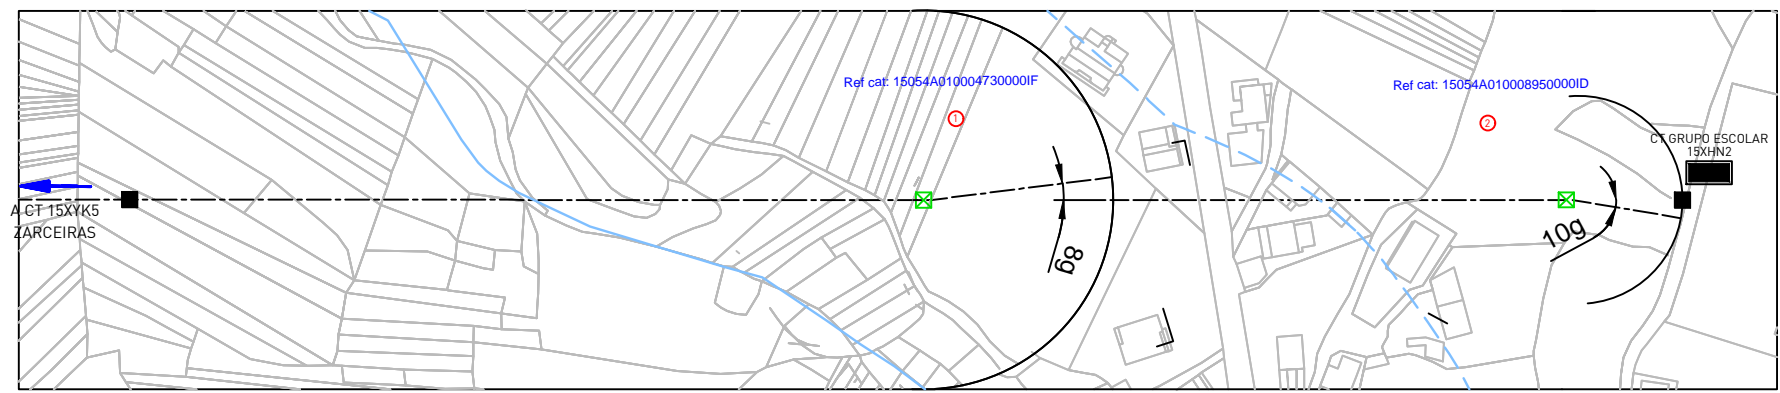 Ref cat: 15054A010004730000IF
Ref cat: 15054A010008950000ID
1
2
CT GRUPO ESCOLAR
15XHN2
A CT 15XYK5
ZARCEIRAS
8g
10g